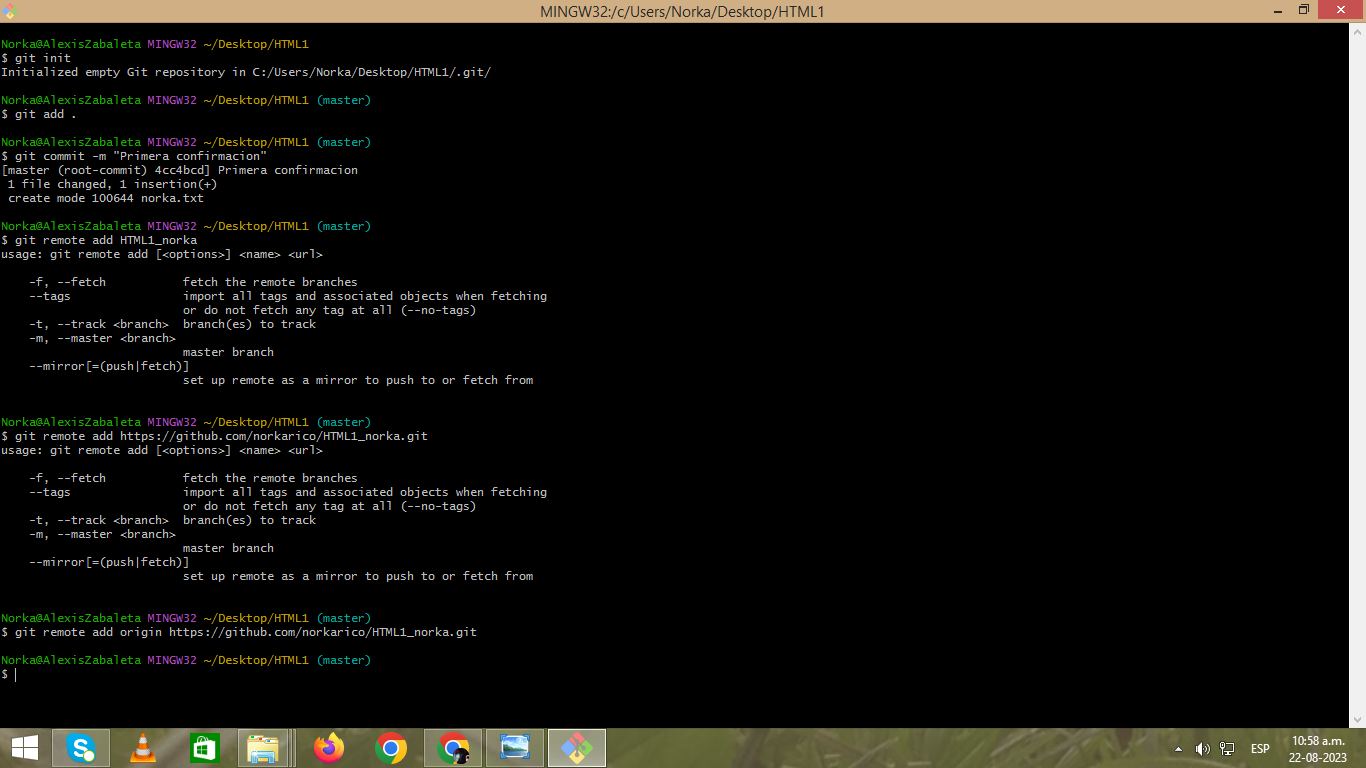 MINGW32:/c/Users/Norka/Desktop/HTML1
Norka@AlexisZabaleta MINGW32 ~/Desktop/HTML1
$ git init
Initialized empty Git repository in C:/Users/Norka/Desktop/HTML1/.git/
Norka@AlexisZabaleta MINGW32 ~/Desktop/HTML1 (master)
$ git add .
Norka@AlexisZabaleta MINGW32 ~/Desktop/HTML1 (master)
$ git commit -m "Primera confirmacion"
[master (root-commit) 4cc4bcd] Primera confirmacion
 1 file changed, 1 insertion(+)
 create mode 100644 norka.txt
Norka@AlexisZabaleta MINGW32 ~/Desktop/HTML1 (master)
$ git remote add HTML1_norka
usage: git remote add [<options>] <name> <url>
    -f, --fetch           fetch the remote branches
    --tags                import all tags and associated objects when fetching
                          or do not fetch any tag at all (--no-tags)
    -t, --track <branch>  branch(es) to track
    -m, --master <branch>
                          master branch
    --mirror[=(push|fetch)]
                          set up remote as a mirror to push to or fetch from
Norka@AlexisZabaleta MINGW32 ~/Desktop/HTML1 (master)
$ git remote add https://github.com/norkarico/HTML1_norka.git
usage: git remote add [<options>] <name> <url>
    -f, --fetch           fetch the remote branches
    --tags                import all tags and associated objects when fetching
                          or do not fetch any tag at all (--no-tags)
    -t, --track <branch>  branch(es) to track
    -m, --master <branch>
                          master branch
    --mirror[=(push|fetch)]
                          set up remote as a mirror to push to or fetch from
Norka@AlexisZabaleta MINGW32 ~/Desktop/HTML1 (master)
$ git remote add origin https://github.com/norkarico/HTML1_norka.git
Norka@AlexisZabaleta MINGW32 ~/Desktop/HTML1 (master)
$
ESP
10:58 a.m.
22-08-2023